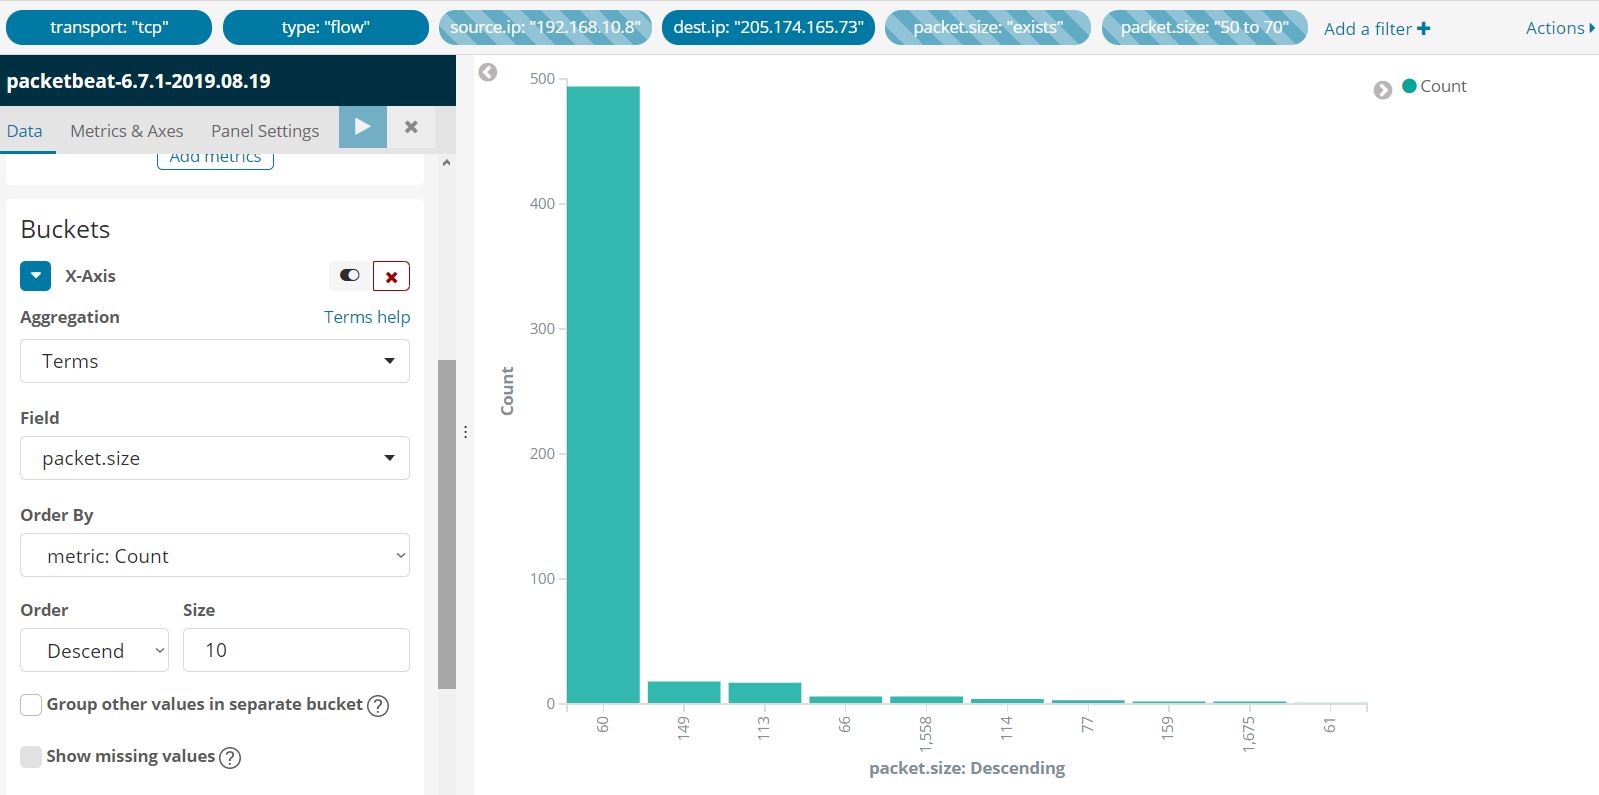 transport: "tcp" type: "flow" source.ip: "192.168.10.8" dest.ip: "205.174.165.73" packet.size: "exists" packet.size: "50 to 70" Add a filter Actions
packetbeat-6.7.1-2019.08.19
Data Metrics & Axes Panel Settings
Add metrics
Buckets
X-Axis
Aggregation Terms help
Terms
Field
packet.size
Order By
metric: Count
Order Size
Descend 10
Group other values in separate bucket ?
Show missing values ?
Count
500
400
300
200
100
0
Count
60 149 113 66 1,558 114 77 159 1,675 61
packet.size: Descending